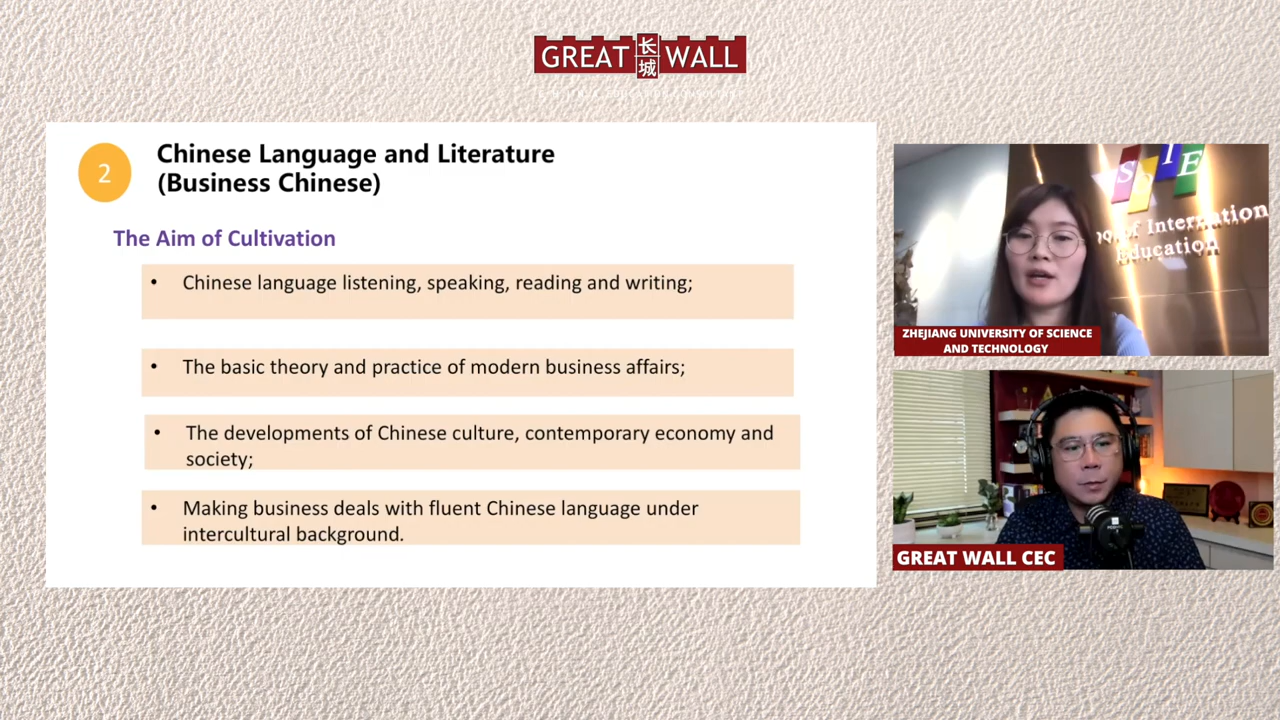 GREAT 长城 WALL
2
Chinese Language and Literature
(Business Chinese)
The Aim of Cultivation
• Chinese language listening, speaking, reading and writing;
• The basic theory and practice of modern business affairs;
• The developments of Chinese culture, contemporary economy and
society;
• Making business deals with fluent Chinese language under
intercultural background.
S I E
of International
Education
ZHEJIANG UNIVERSITY OF SCIENCE
AND TECHNOLOGY
GREAT WALL CEC